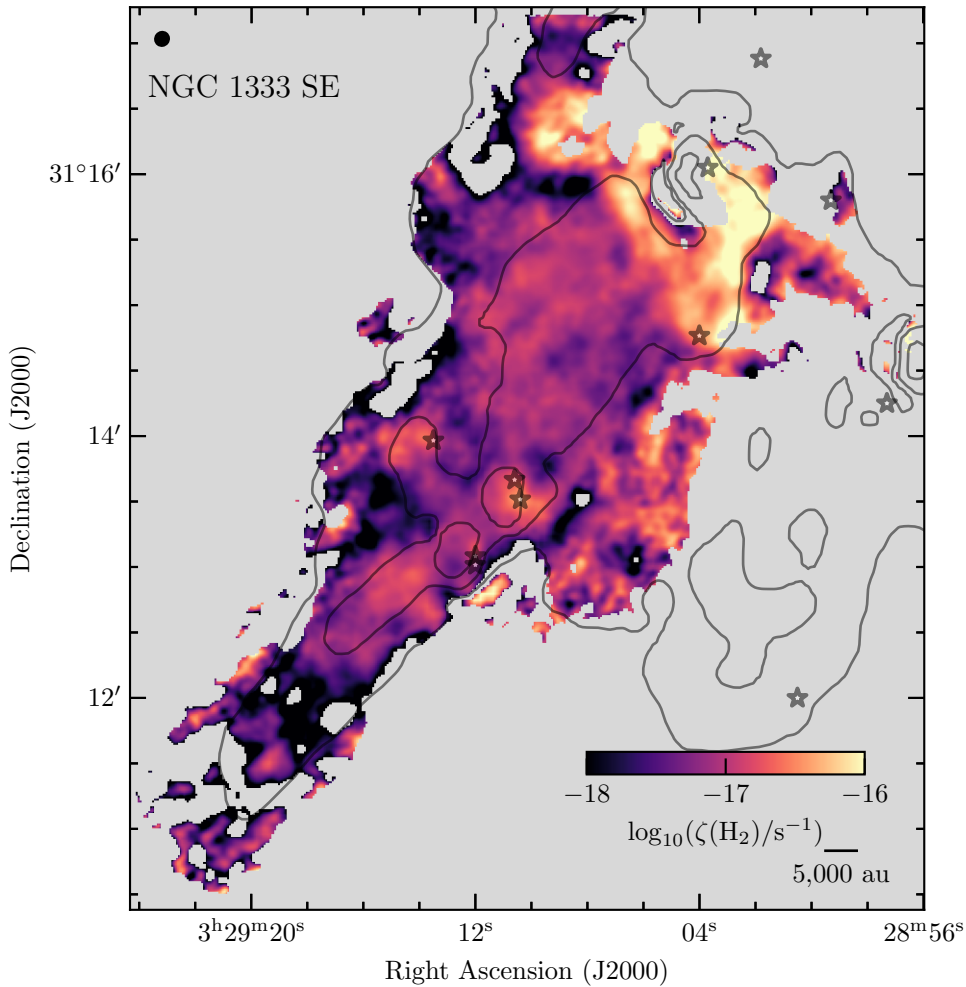 NGC 1333 SE
31°16′
14′
12′
Declination (J2000)
−18 −17 −16
log₁₀(ζ(H₂)/s⁻¹)
5,000 au
3ʰ29ᵐ20ˢ 12ˢ 04ˢ 28ᵐ56ˢ
Right Ascension (J2000)